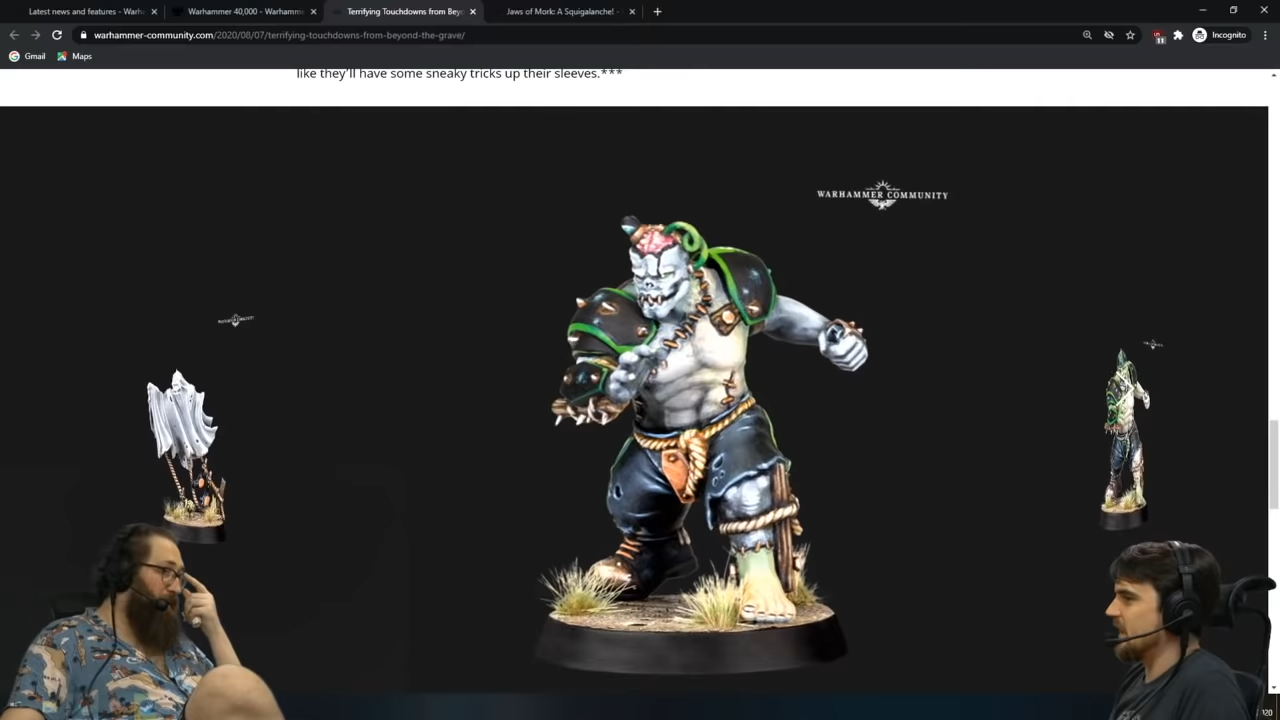 Latest news and features - Warh
Warhammer 40,000 - Warhamm
Terrifying Touchdowns from Bey
Jaws of Mork: A Squigalanche! -
warhammer-community.com/2020/08/07/terrifying-touchdowns-from-beyond-the-grave/
11
Incognito
Gmail
Maps
like they'll have some sneaky tricks up their sleeves.***
WARHAMMER COMMUNITY
120